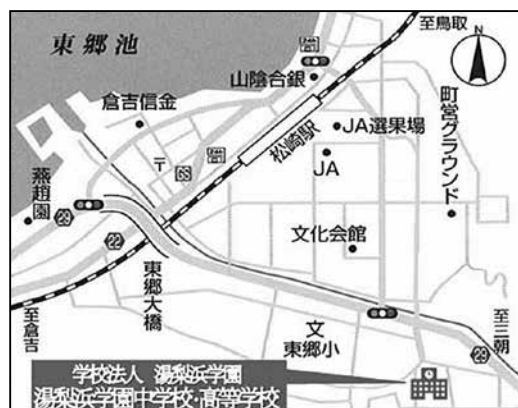 至鳥取
N
東郷池
山陰合銀
倉吉信金
町営グラウンド
JA選果場
松崎駅
JA
〒
燕趙園
29
22
文化会館
東郷大橋
至倉吉
至三朝
文
東郷小
29
学校法人 湯梨浜学園
湯梨浜学園中学校・高等学校